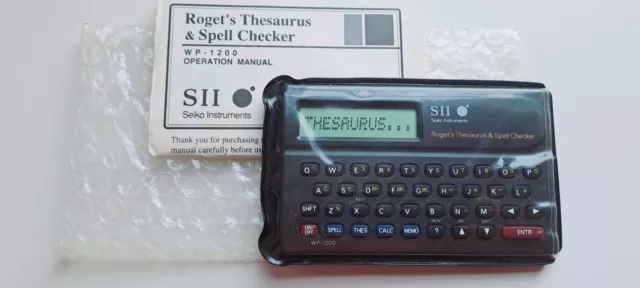 Roget's Thesaurus
& Spell Checker
WP-1200
OPERATION MANUAL
SII
Seiko Instruments
Thank you for purchasing
manual carefully before us
THESAURUS...
SII
Seiko Instruments
Roget's Thesaurus & Spell Checker
Q W E R T Y U I O P
A S D F G H J K L
SHFT Z X C V B N M
ON/OFF SPELL THES CALC MEMO ? ENTR
WP-1200